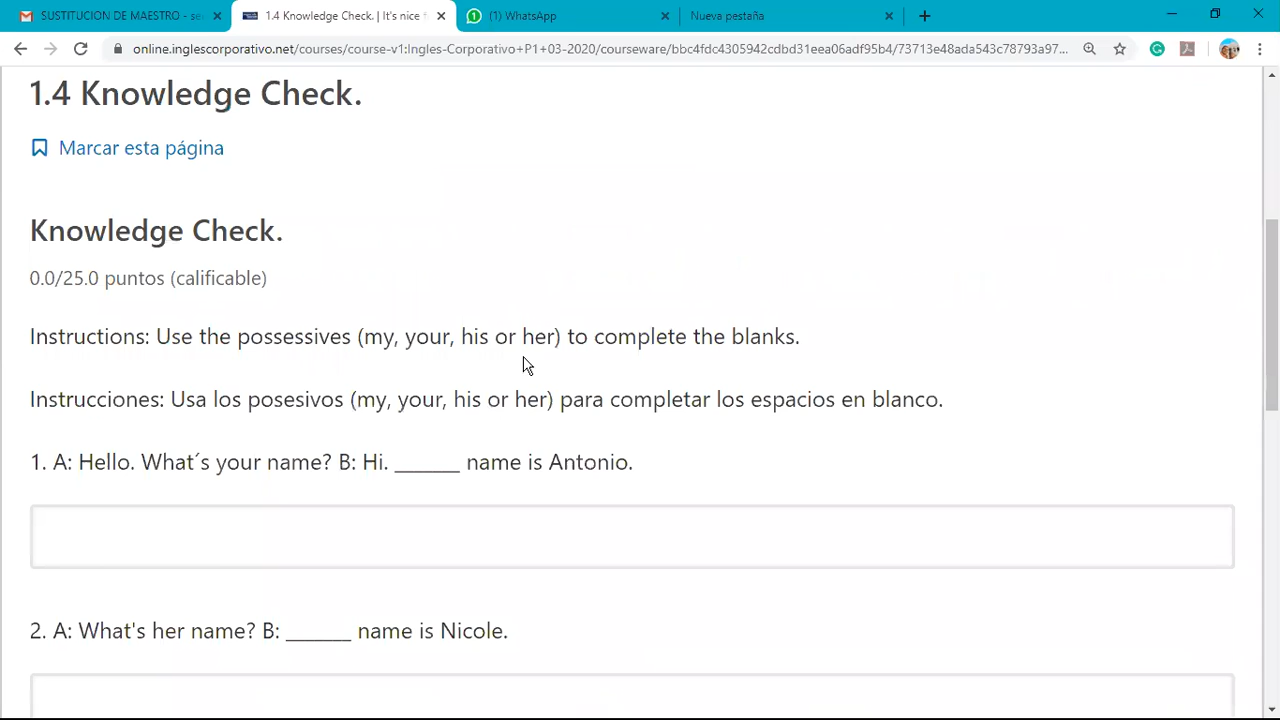 SUSTITUCION DE MAESTRO - se
1.4 Knowledge Check. | It's nice
(1) WhatsApp
Nueva pestaña
online.inglescorporativo.net/courses/course-v1:Ingles-Corporativo+P1+03-2020/courseware/bbc4fdc4305942cdbd31eea06adf95b4/73713e48ada543c78793a97...
1.4 Knowledge Check.
Marcar esta página
Knowledge Check.
0.0/25.0 puntos (calificable)
Instructions: Use the possessives (my, your, his or her) to complete the blanks.
Instrucciones: Usa los posesivos (my, your, his or her) para completar los espacios en blanco.
1. A: Hello. What´s your name? B: Hi. ______ name is Antonio.
2. A: What's her name? B: ______ name is Nicole.